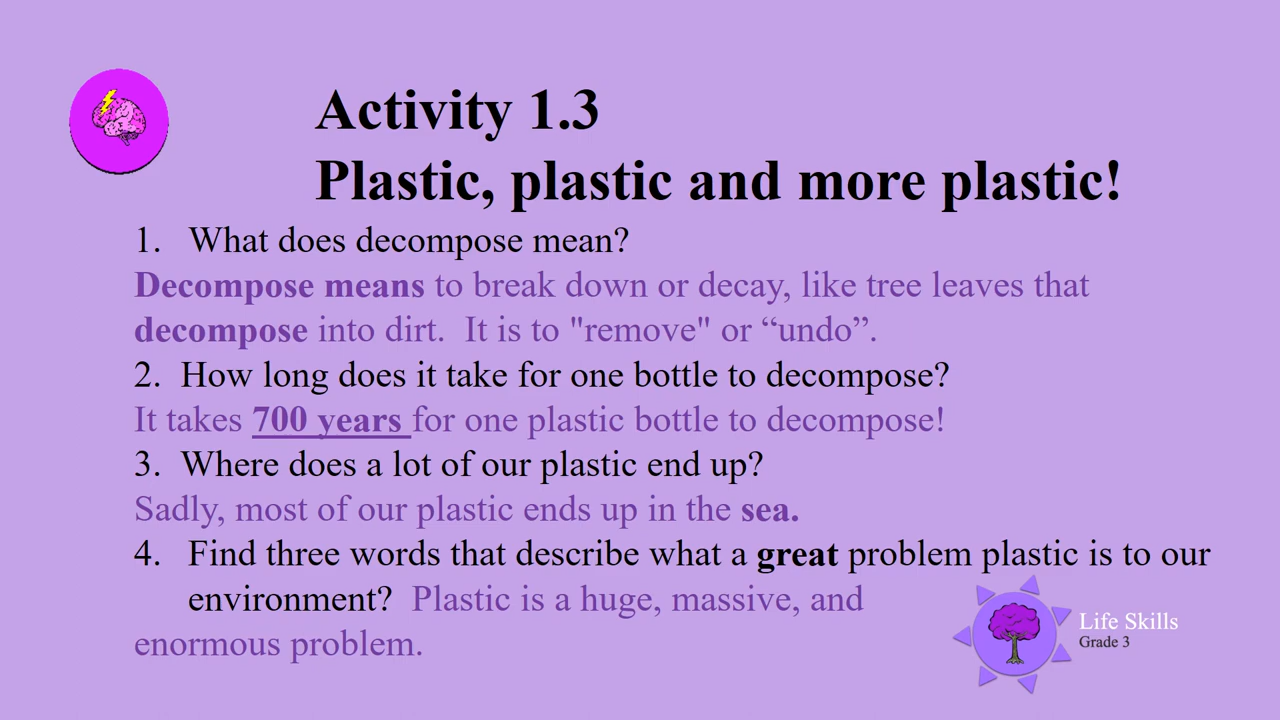 Activity 1.3
Plastic, plastic and more plastic!
1. What does decompose mean?
Decompose means to break down or decay, like tree leaves that
decompose into dirt. It is to "remove" or “undo”.
2. How long does it take for one bottle to decompose?
It takes 700 years for one plastic bottle to decompose!
3. Where does a lot of our plastic end up?
Sadly, most of our plastic ends up in the sea.
4. Find three words that describe what a great problem plastic is to our
environment? Plastic is a huge, massive, and
enormous problem.
Life Skills
Grade 3